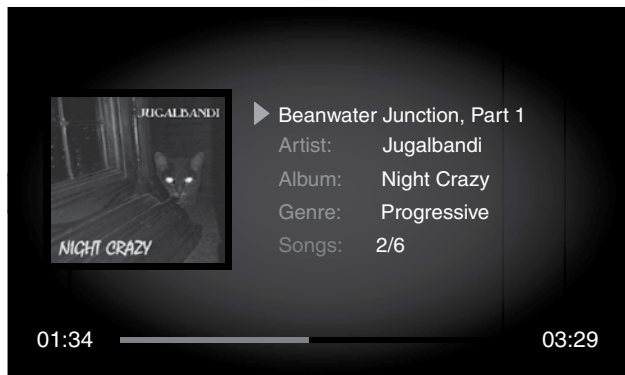 JUGALBANDI
NIGHT CRAZY
Beanwater Junction, Part 1
Artist: Jugalbandi
Album: Night Crazy
Genre: Progressive
Songs: 2/6
01:34 03:29